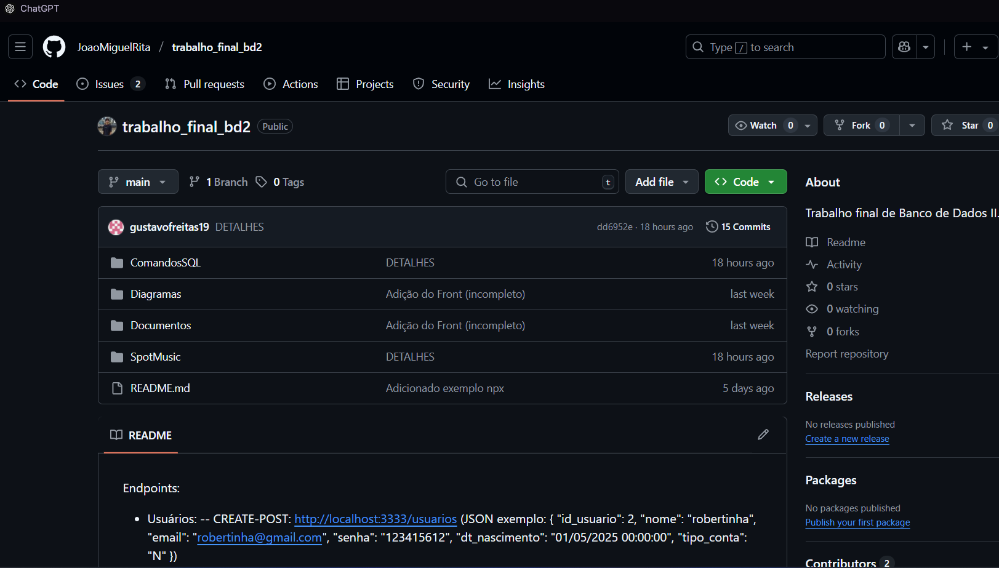 ChatGPT
JoaoMiguelRita / trabalho_final_bd2
Type / to search
Code
Issues 2
Pull requests
Actions
Projects
Security
Insights
trabalho_final_bd2 Public
Watch 0
Fork 0
Star 0
main
1 Branch
0 Tags
Go to file t
Add file
Code
gustavofreitas19 DETALHES dd6952e · 18 hours ago 15 Commits
ComandosSQL DETALHES 18 hours ago
Diagramas Adição do Front (incompleto) last week
Documentos Adição do Front (incompleto) last week
SpotMusic DETALHES 18 hours ago
README.md Adicionado exemplo npx 5 days ago
README
Endpoints:
• Usuários: -- CREATE-POST: http://localhost:3333/usuarios (JSON exemplo: { "id_usuario": 2, "nome": "robertinha",
"email": "robertinha@gmail.com", "senha": "123415612", "dt_nascimento": "01/05/2025 00:00:00", "tipo_conta":
"N" })
About
Trabalho final de Banco de Dados II.
Readme
Activity
0 stars
0 watching
0 forks
Report repository
Releases
No releases published
Create a new release
Packages
No packages published
Publish your first package
Contributors 2